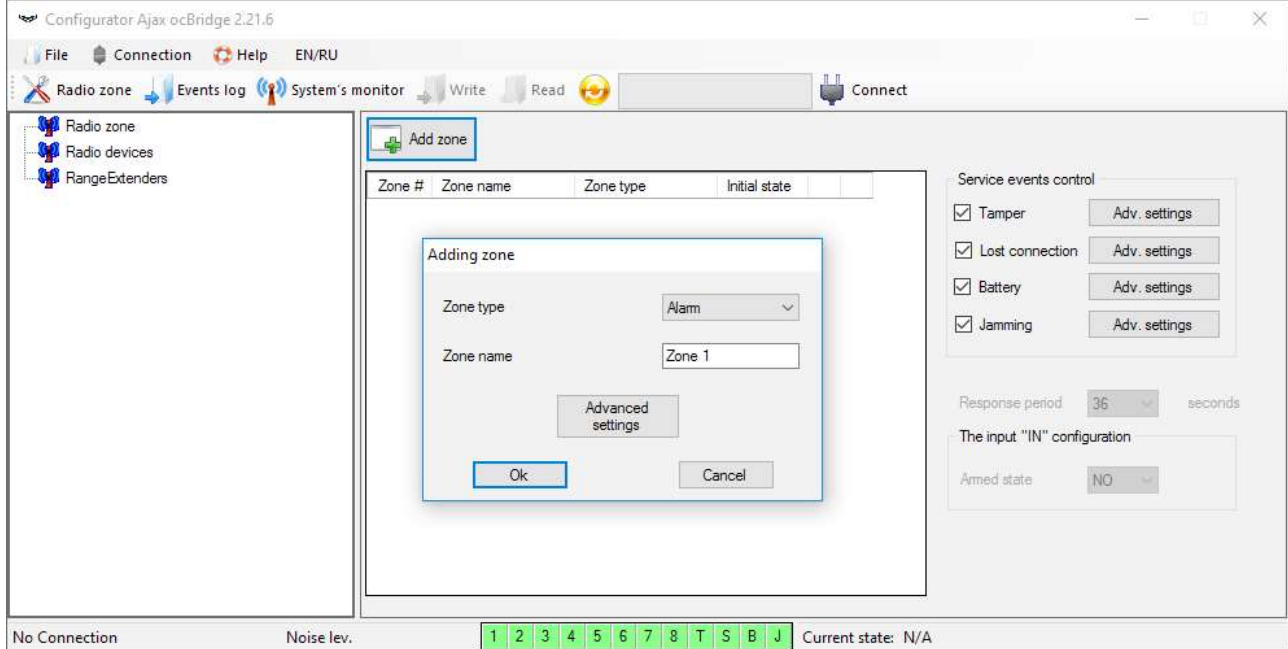 Configurator Ajax ocBridge 2.21.6
File Connection Help EN/RU
Radio zone Events log System's monitor Write Read Connect
Radio zone
Radio devices
RangeExtenders
Add zone
Zone # Zone name Zone type Initial state
Adding zone
Zone type Alarm
Zone name Zone 1
Advanced
settings
Ok Cancel
Service events control
Tamper Adv. settings
Lost connection Adv. settings
Battery Adv. settings
Jamming Adv. settings
Response period 36 seconds
The input "IN" configuration
Armed state NO
No Connection Noise lev. 1 2 3 4 5 6 7 8 T S B J Current state: N/A